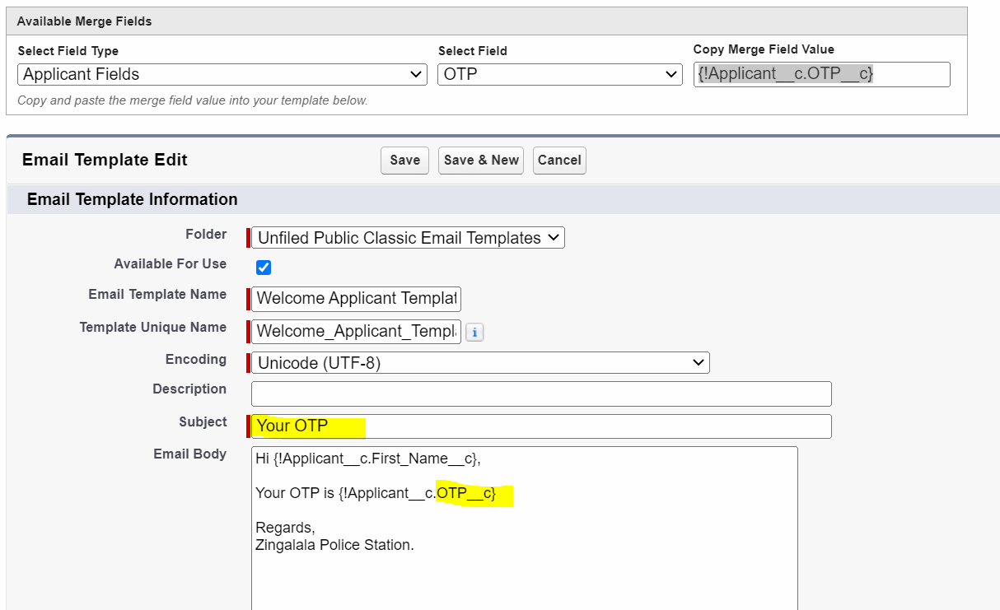 Available Merge Fields
Select Field Type
Select Field
Copy Merge Field Value
Applicant Fields
OTP
{!Applicant__c.OTP__c}
Copy and paste the merge field value into your template below.
Email Template Edit
Save
Save & New
Cancel
Email Template Information
Folder
Unfiled Public Classic Email Templates
Available For Use
Email Template Name
Welcome Applicant Templat
Template Unique Name
Welcome_Applicant_Templa
i
Encoding
Unicode (UTF-8)
Description
Subject
Your OTP
Email Body
Hi {!Applicant__c.First_Name__c},
Your OTP is {!Applicant__c.OTP__c}
Regards,
Zingalala Police Station.